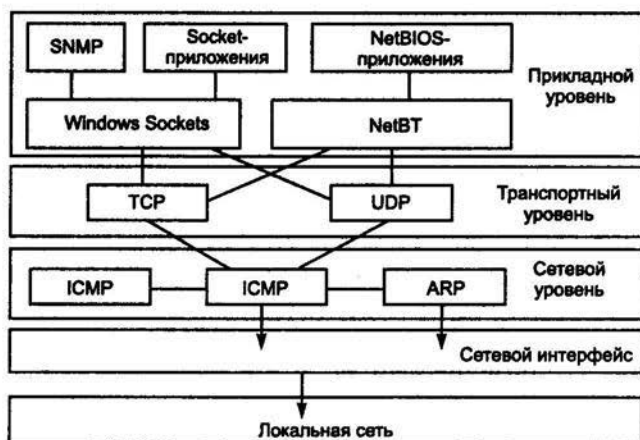 SNMP
Socket-
приложения
NetBIOS-
приложения
Прикладной
уровень
Windows Sockets
NetBT
TCP
UDP
Транспортный
уровень
ICMP
ICMP
ARP
Сетевой
уровень
Сетевой интерфейс
Локальная сеть